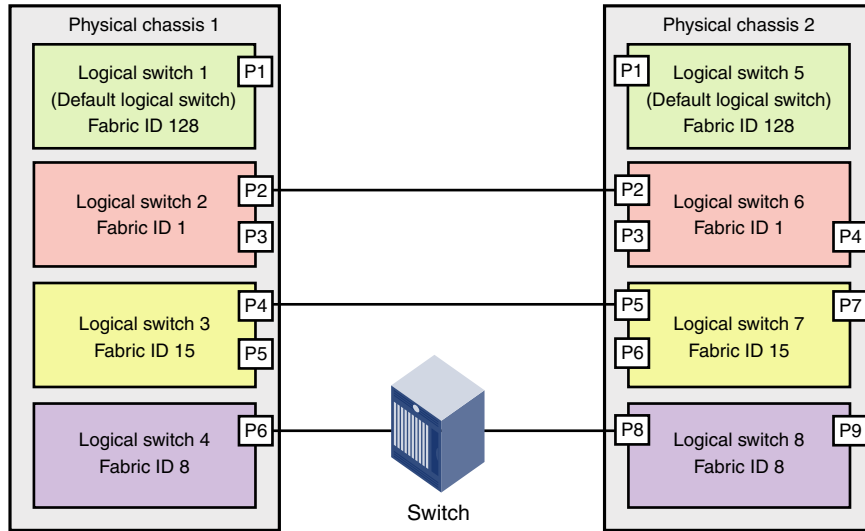 Physical chassis 1
Logical switch 1
(Default logical switch)
Fabric ID 128
P1
Logical switch 2
Fabric ID 1
P2
P3
Logical switch 3
Fabric ID 15
P4
P5
Logical switch 4
Fabric ID 8
P6
Switch
Physical chassis 2
P1
Logical switch 5
(Default logical switch)
Fabric ID 128
P2
P3
Logical switch 6
Fabric ID 1
P4
P5
P6
Logical switch 7
Fabric ID 15
P7
P8
Logical switch 8
Fabric ID 8
P9